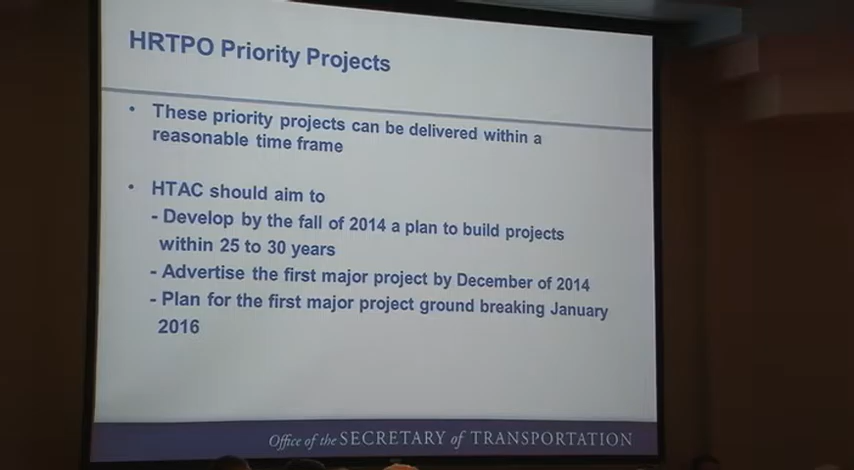 HRTPO Priority Projects
• These priority projects can be delivered within a
reasonable time frame
• HTAC should aim to
- Develop by the fall of 2014 a plan to build projects
within 25 to 30 years
- Advertise the first major project by December of 2014
- Plan for the first major project ground breaking January
2016
Office of the SECRETARY of TRANSPORTATION